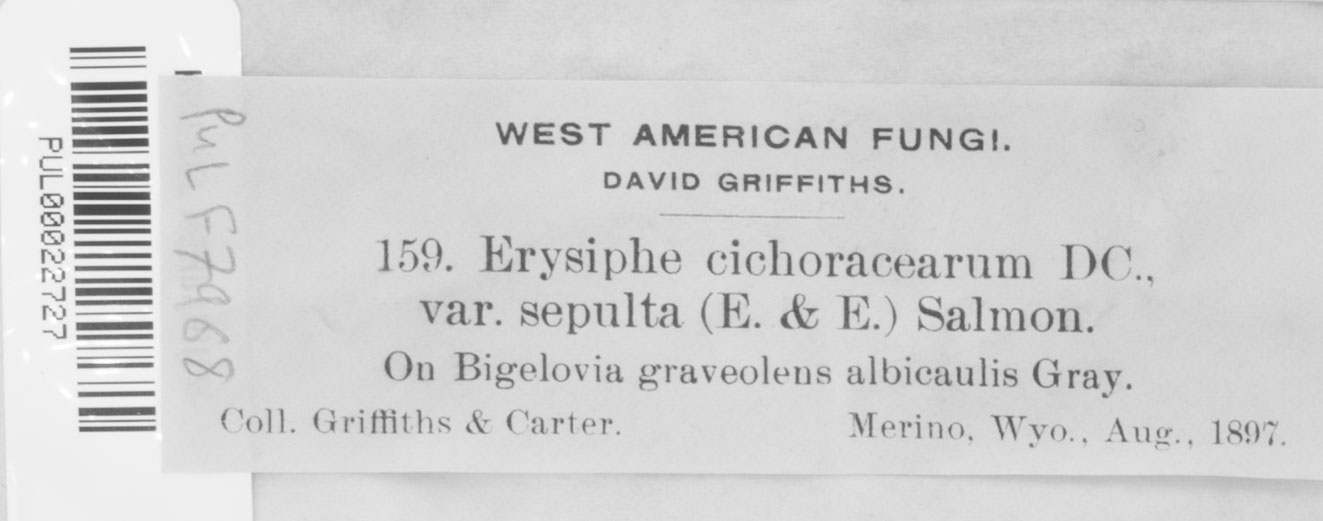 PUL00022727
PUL F7968
WEST AMERICAN FUNGI.
DAVID GRIFFITHS.
159. Erysiphe cichoracearum DC.,
var. sepulta (E. & E.) Salmon.
On Bigelovia graveolens albicaulis Gray.
Coll. Griffiths & Carter. Merino, Wyo., Aug., 1897.